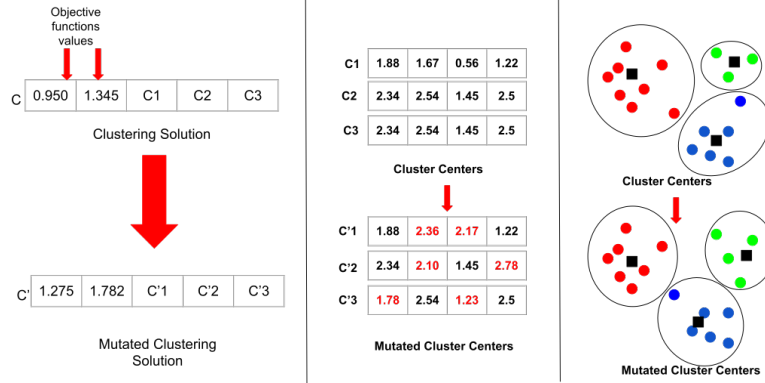 Objective
functions
values
C 0.950 1.345 C1 C2 C3
Clustering Solution
C' 1.275 1.782 C'1 C'2 C'3
Mutated Clustering
Solution
C1 1.88 1.67 0.56 1.22
C2 2.34 2.54 1.45 2.5
C3 2.34 2.54 1.45 2.5
Cluster Centers
C'1 1.88 2.36 2.17 1.22
C'2 2.34 2.10 1.45 2.78
C'3 1.78 2.54 1.23 2.5
Mutated Cluster Centers
Cluster Centers
Mutated Cluster Centers